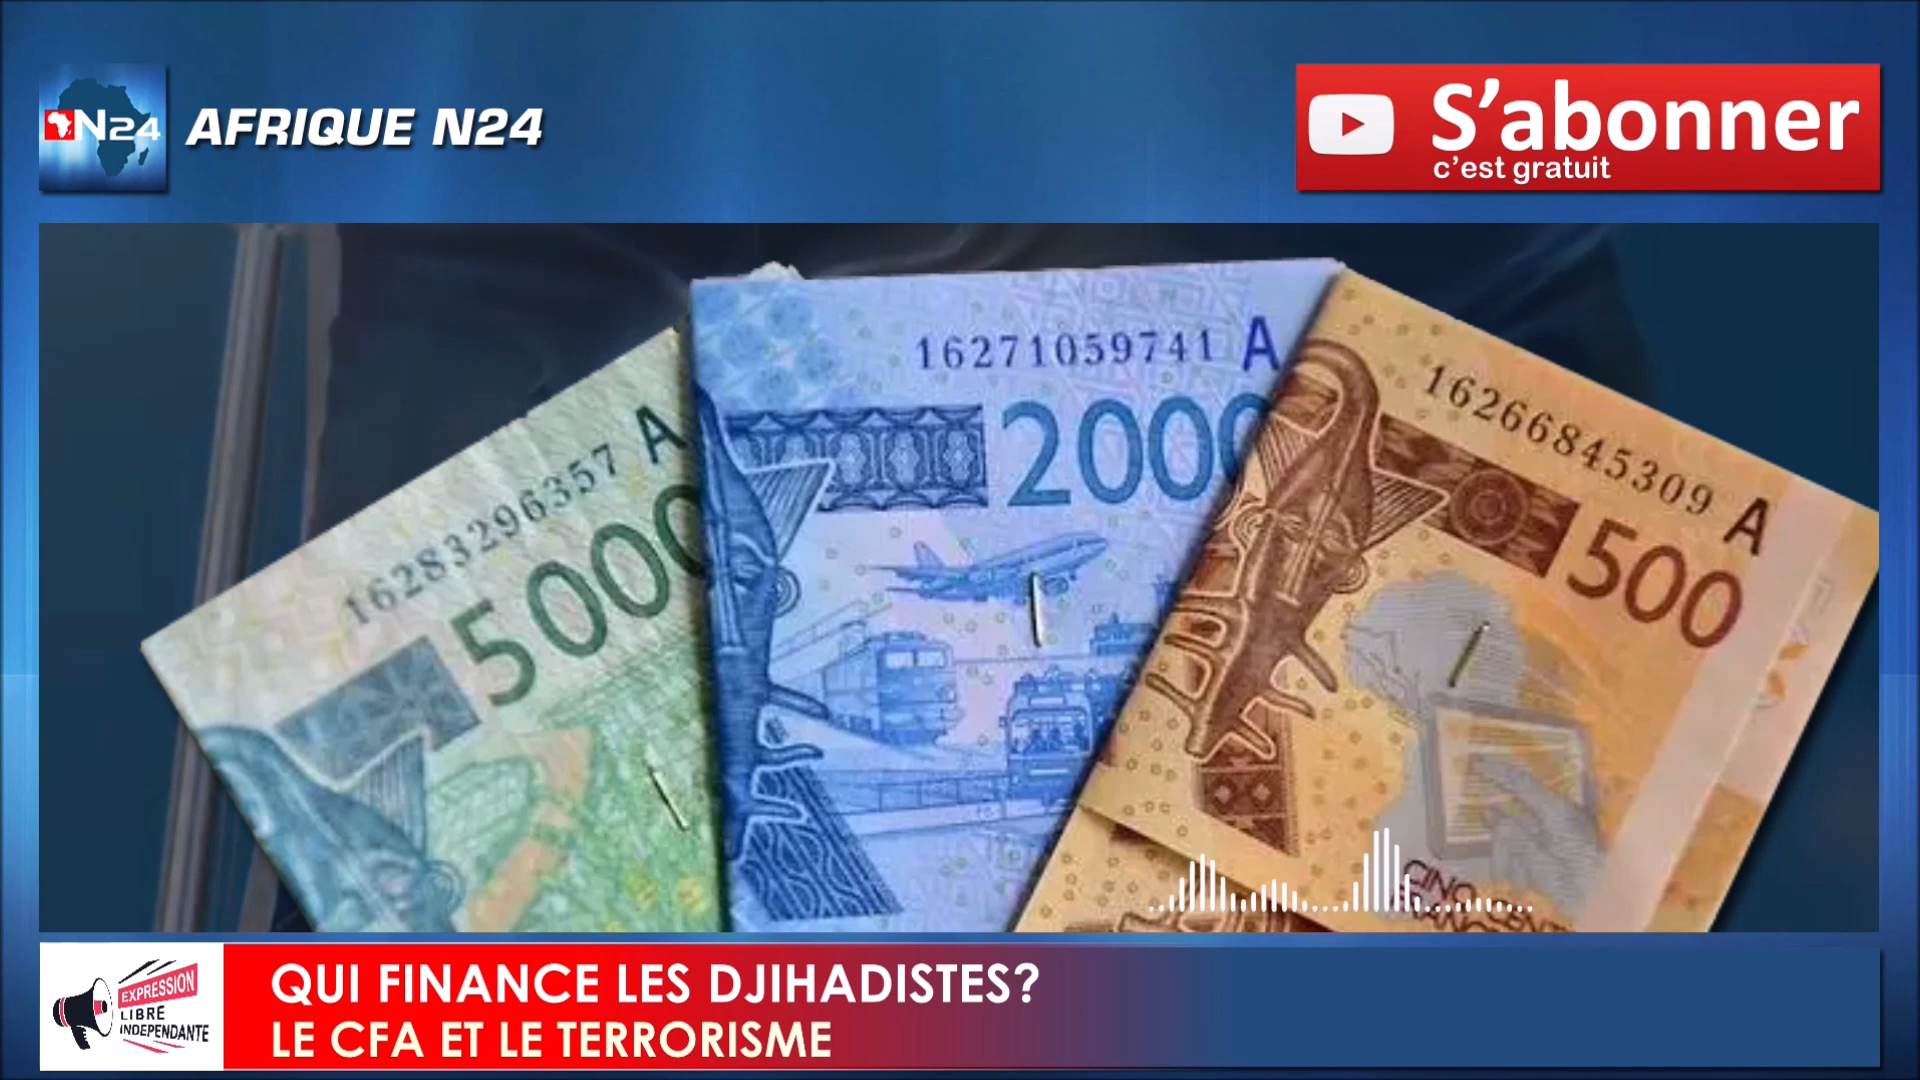 N24
AFRIQUE N24
S'abonner
c'est gratuit
16283296357 A
5000
16271059741 A
2000
16266845309 A
500
CINQ
EXPRESSION
LIBRE
INDEPENDANTE
QUI FINANCE LES DJIHADISTES?
LE CFA ET LE TERRORISME